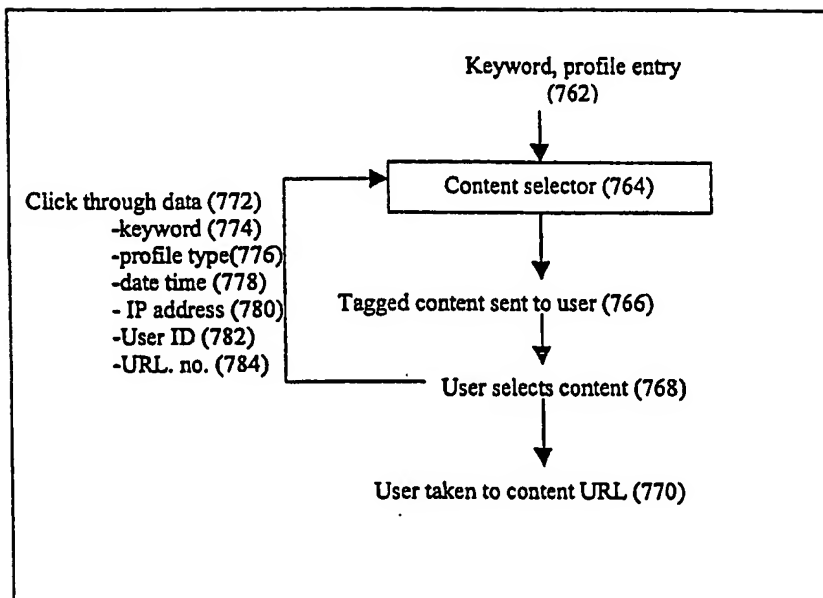 Keyword, profile entry
(762)
Content selector (764)
Click through data (772)
-keyword (774)
-profile type(776)
-date time (778)
- IP address (780)
-User ID (782)
-URL. no. (784)
Tagged content sent to user (766)
User selects content (768)
User taken to content URL (770)